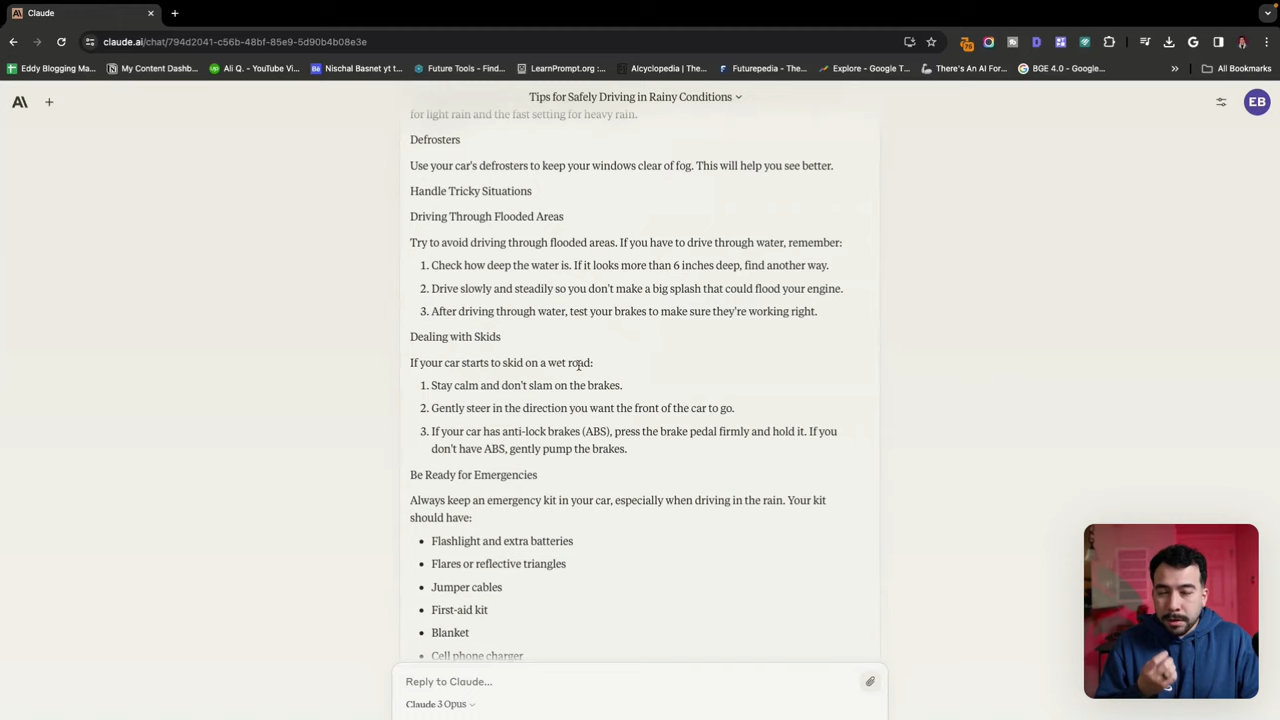 Claude
claude.ai/chat/794d2041-c56b-48bf-85e9-5d90b4b08e3e
Eddy Blogging Ma...
My Content Dashb...
Ali Q. - YouTube Vi...
Nischal Basnet yt t...
Creative Tools - Find...
LearnPrompt.org :...
AIcyclopedia | The...
Futurepedia - The...
Explore - Google T...
There's An AI For...
BGE 4.0 - Google...
All Bookmarks
Tips for Safely Driving in Rainy Conditions
EB
for light rain and the fast setting for heavy rain.
Defrosters
Use your car's defrosters to keep your windows clear of fog. This will help you see better.
Handle Tricky Situations
Driving Through Flooded Areas
Try to avoid driving through flooded areas. If you have to drive through water, remember:
1. Check how deep the water is. If it looks more than 6 inches deep, find another way.
2. Drive slowly and steadily so you don't make a big splash that could flood your engine.
3. After driving through water, test your brakes to make sure they're working right.
Dealing with Skids
If your car starts to skid on a wet road:
1. Stay calm and don't slam on the brakes.
2. Gently steer in the direction you want the front of the car to go.
3. If your car has anti-lock brakes (ABS), press the brake pedal firmly and hold it. If you
don't have ABS, gently pump the brakes.
Be Ready for Emergencies
Always keep an emergency kit in your car, especially when driving in the rain. Your kit
should have:
• Flashlight and extra batteries
• Flares or reflective triangles
• Jumper cables
• First-aid kit
• Blanket
• Cell phone charger
Reply to Claude...
Claude 3 Opus